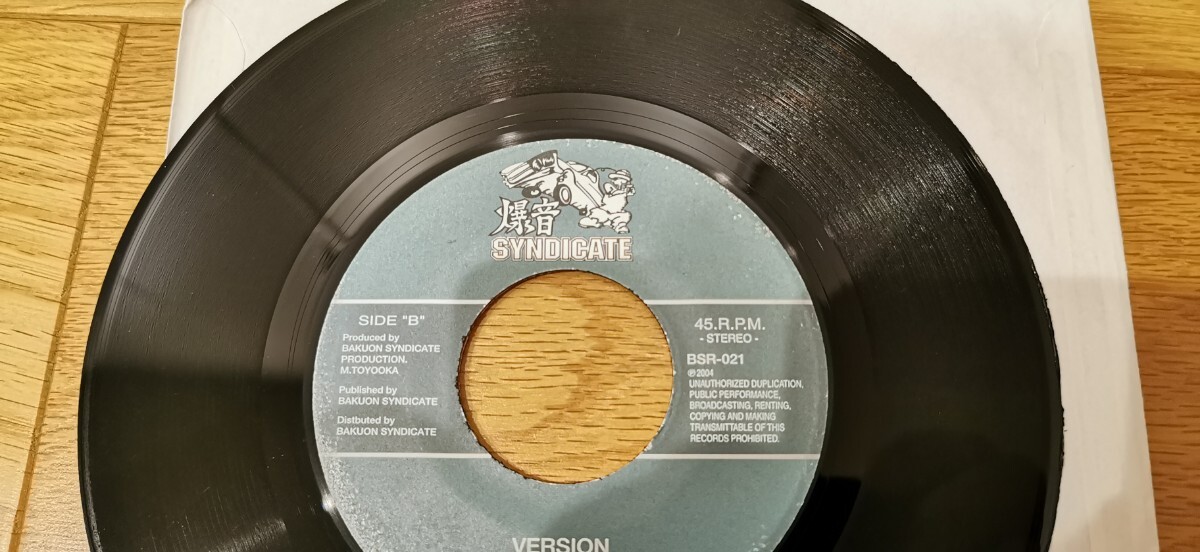 爆音
SYNDICATE
SIDE "B"
Produced by
BAKUON SYNDICATE
PRODUCTION.
M.TOYOOKA
Published by
BAKUON SYNDICATE
Distbuted by
BAKUON SYNDICATE
45.R.P.M.
- STEREO -
BSR-021
℗2004
UNAUTHORIZED DUPLICATION,
PUBLIC PERFORMANCE,
BROADCASTING, RENTING,
COPYING AND MAKING
TRANSMITTABLE OF THIS
RECORDS PROHIBITED.
VERSION